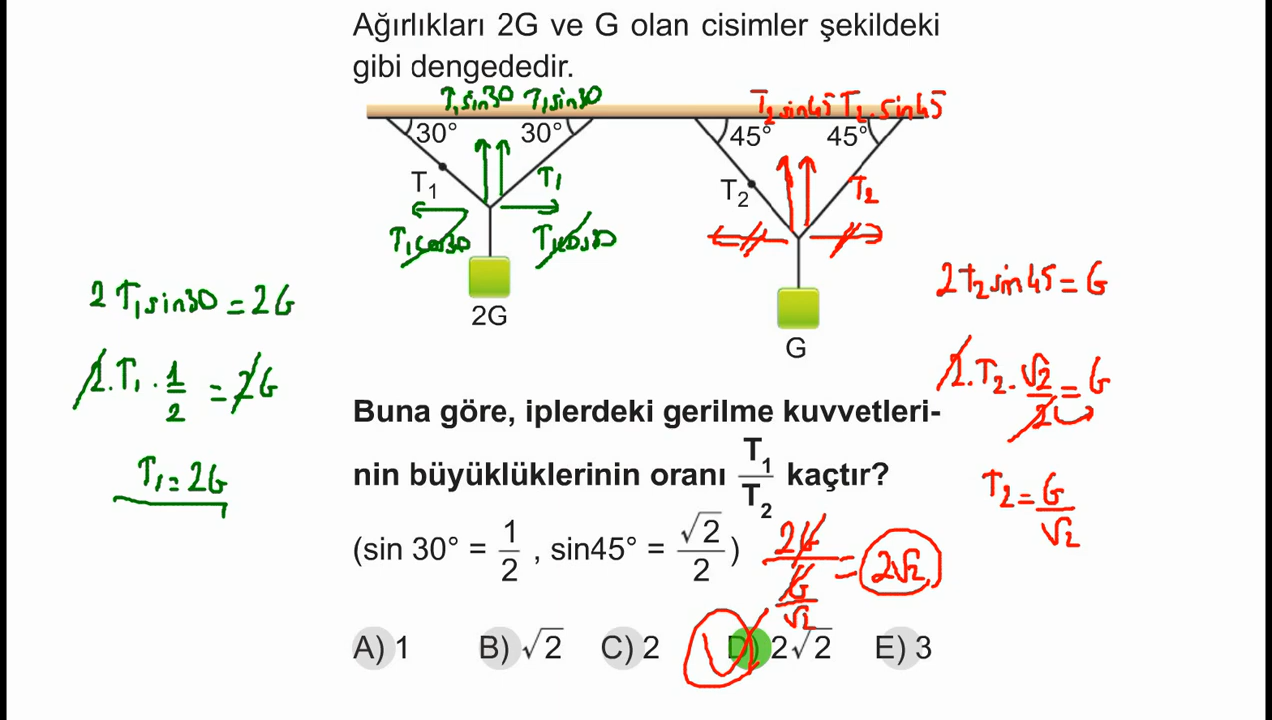 Ağırlıkları 2G ve G olan cisimler şekildeki
gibi dengededir.
T₁sin30 T₁sin30 T₂sin45 T₂.sin45
30° 30° 45° 45°
T₁ T₁ T₂ T₂
T₁cos30 T₁cos30
2G
G
2T₁sin30 = 2G
2.T₁.1/2 = 2G
T₁ = 2G
2T₂sin45 = G
2.T₂.√2/2 = G
T₂ = G/√2
Buna göre, iplerdeki gerilme kuvvetleri-
nin büyüklüklerinin oranı T₁/T₂ kaçtır?
(sin 30° = 1/2 , sin45° = √2/2 )
2G/(G/√2) = 2√2
A) 1 B) √2 C) 2 D) 2√2 E) 3